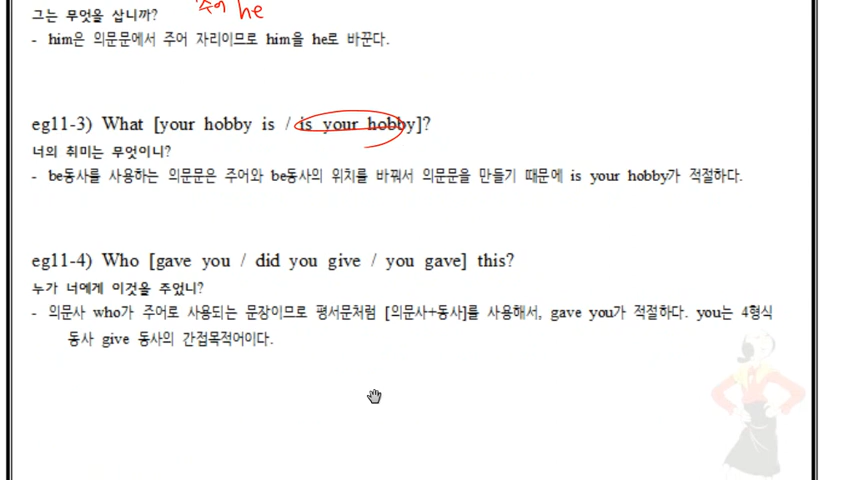 주어 he
그는 무엇을 삽니까?
- him은 의문문에서 주어 자리이므로 him을 he로 바꾼다.
eg11-3) What [your hobby is / is your hobby]?
너의 취미는 무엇이니?
- be동사를 사용하는 의문문은 주어와 be동사의 위치를 바꿔서 의문문을 만들기 때문에 is your hobby가 적절하다.
eg11-4) Who [gave you / did you give / you gave] this?
누가 너에게 이것을 주었니?
- 의문사 who가 주어로 사용되는 문장이므로 평서문처럼 [의문사+동사]를 사용해서, gave you가 적절하다. you는 4형식
동사 give 동사의 간접목적어이다.